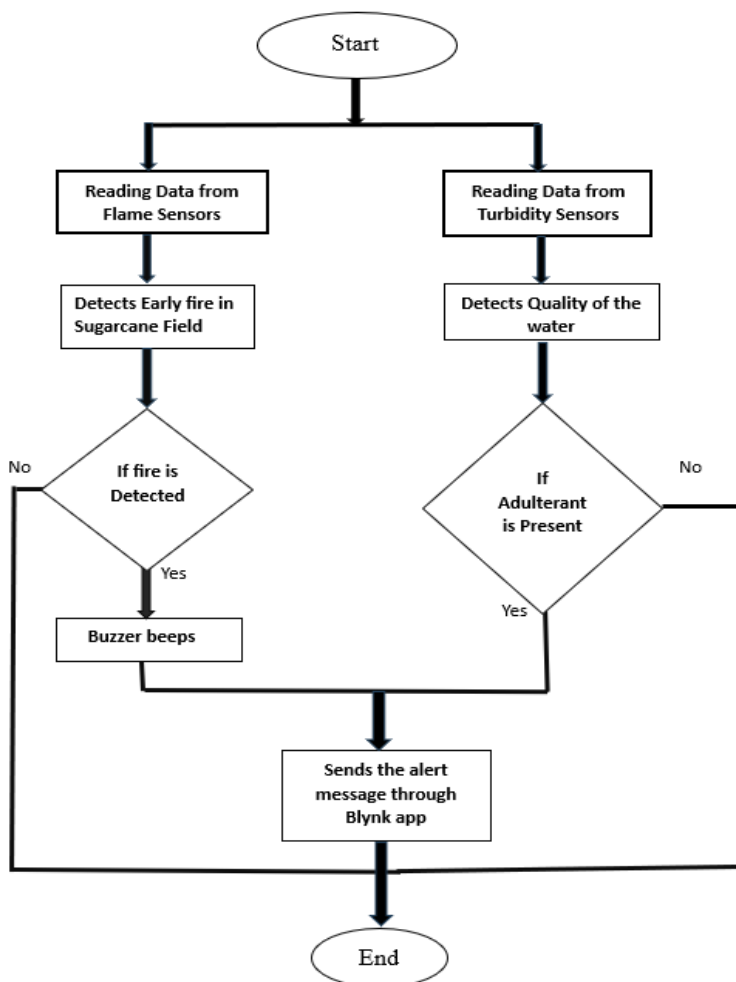 Start
Reading Data from
Flame Sensors
Reading Data from
Turbidity Sensors
Detects Early fire in
Sugarcane Field
Detects Quality of the
water
No
If fire is
Detected
Yes
If
Adulterant
is Present
No
Yes
Buzzer beeps
Sends the alert
message through
Blynk app
End